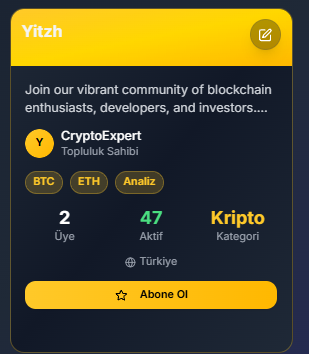 Yitzh
Join our vibrant community of blockchain
enthusiasts, developers, and investors....
Y
CryptoExpert
Topluluk Sahibi
BTC ETH Analiz
2 47 Kripto
Üye Aktif Kategori
Türkiye
Abone Ol